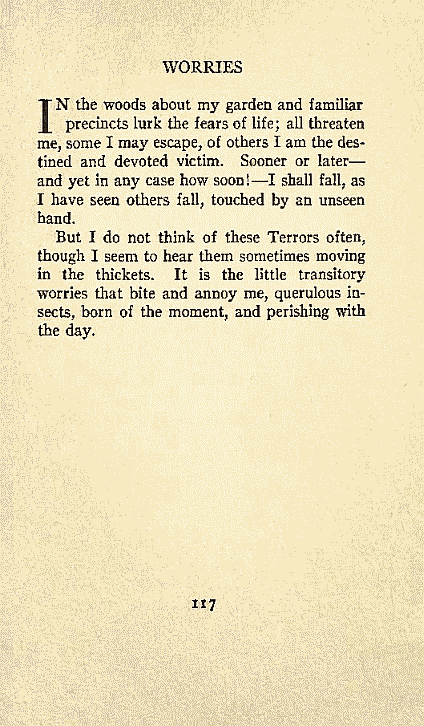 WORRIES
IN the woods about my garden and familiar
precincts lurk the fears of life; all threaten
me, some I may escape, of others I am the des-
tined and devoted victim. Sooner or later—
and yet in any case how soon!—I shall fall, as
I have seen others fall, touched by an unseen
hand.
But I do not think of these Terrors often,
though I seem to hear them sometimes moving
in the thickets. It is the little transitory
worries that bite and annoy me, querulous in-
sects, born of the moment, and perishing with
the day.
117